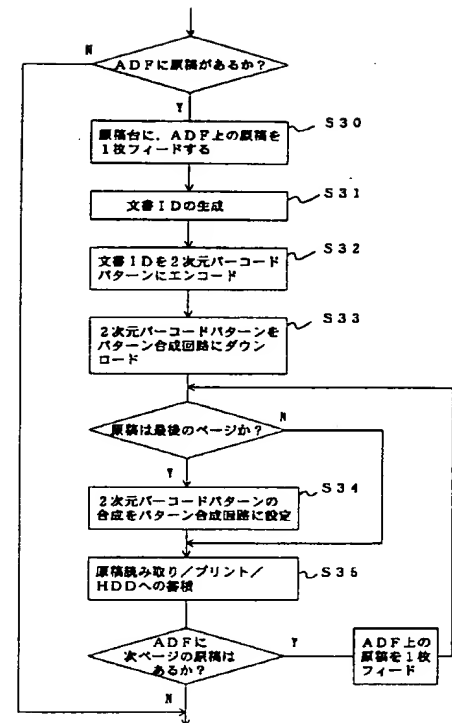 N
ADFに原稿があるか?
Y
S30
原稿台に、ADF上の原稿を
1枚フィードする
S31
文書IDの生成
S32
文書IDを2次元バーコード
パターンにエンコード
S33
2次元バーコードパターンを
パターン合成回路にダウン
ロード
原稿は最後のページか?
N
Y
S34
2次元バーコードパターンの
合成をパターン合成回路に設定
S35
原稿読み取り/プリント/
HDDへの蓄積
ADFに
次ページの原稿は
あるか?
Y
ADF上の
原稿を1枚
フィード
N